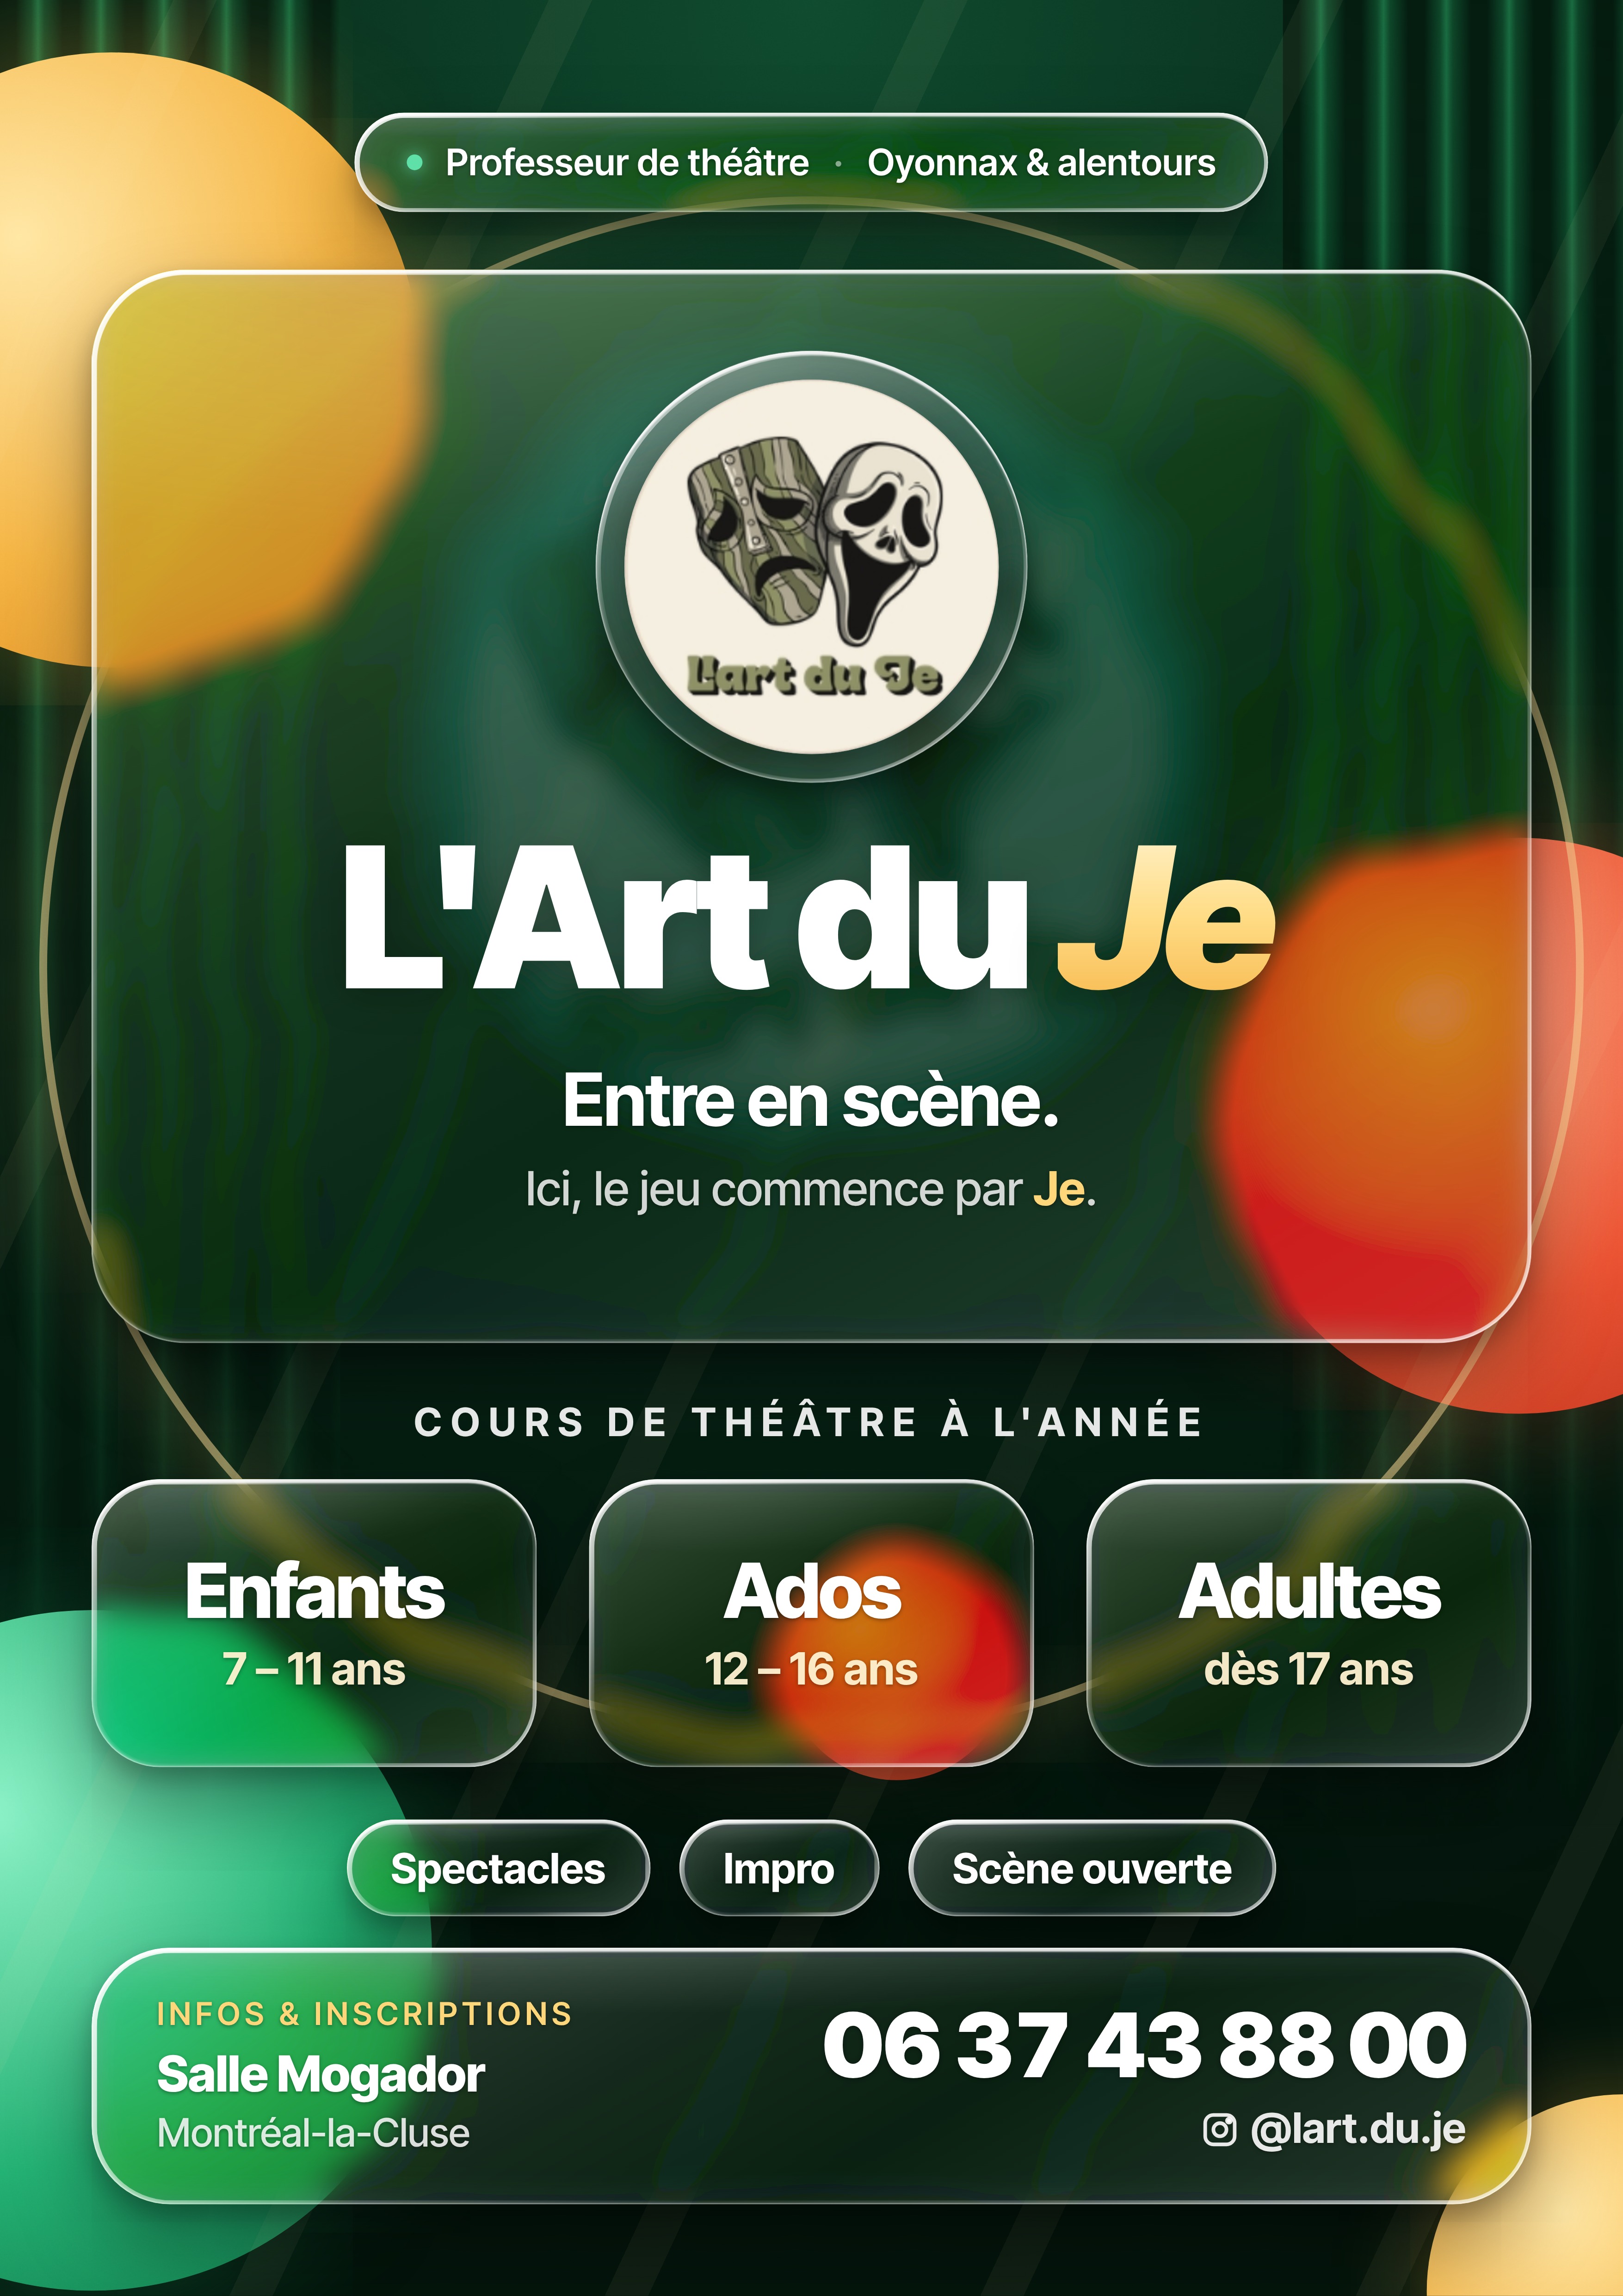 Professeur de théâtre · Oyonnax & alentours
L'art du Je
L'Art du Je
Entre en scène.
Ici, le jeu commence par Je.
COURS DE THÉÂTRE À L'ANNÉE
Enfants
7 – 11 ans
Ados
12 – 16 ans
Adultes
dès 17 ans
Spectacles
Impro
Scène ouverte
INFOS & INSCRIPTIONS
Salle Mogador
Montréal-la-Cluse
06 37 43 88 00
@lart.du.je